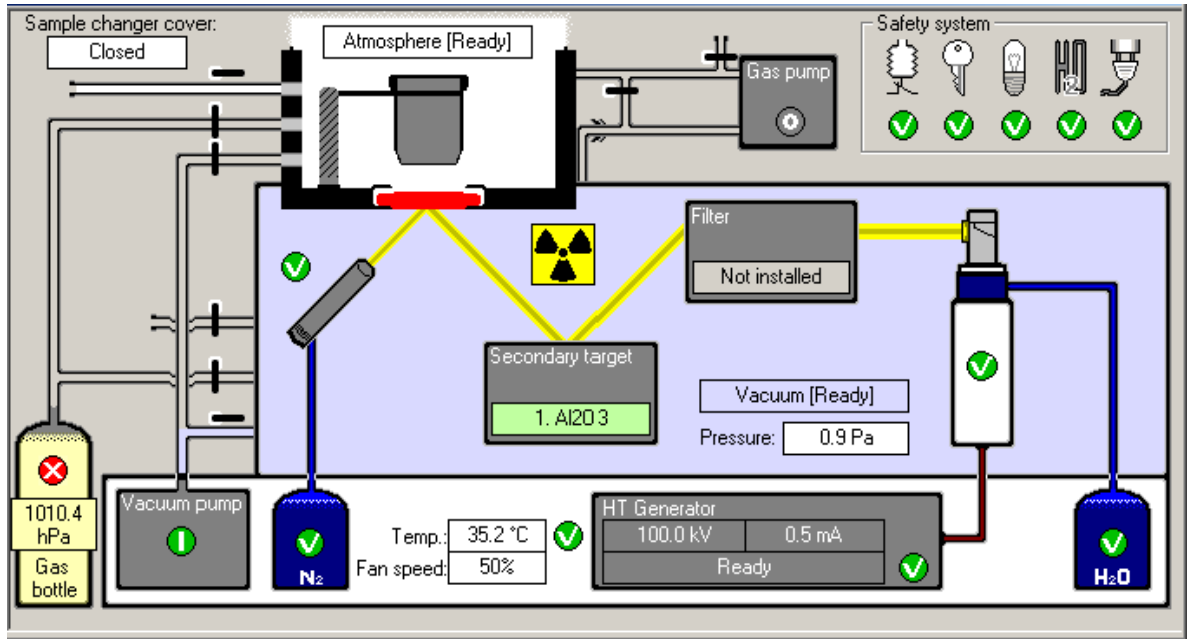 Sample changer cover:
Closed
Atmosphere [Ready]
Gas pump
Safety system
H2
Filter
Not installed
Secondary target
1. Al2O3
Vacuum [Ready]
Pressure: 0.9 Pa
1010.4
hPa
Gas
bottle
Vacuum pump
N2
Temp.: 35.2 °C
Fan speed: 50%
HT Generator
100.0 kV 0.5 mA
Ready
H2O